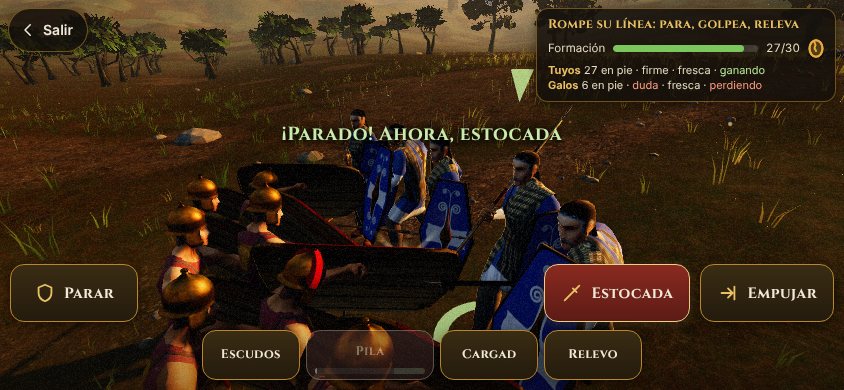 Salir
Rompe su línea: para, golpea, releva
Formación 27/30
Tuyos 27 en pie · firme · fresca · ganando
Galos 6 en pie · duda · fresca · perdiendo
¡Parado! Ahora, estocada
Parar
Estocada
Empujar
Escudos
Pila
Cargad
Relevo